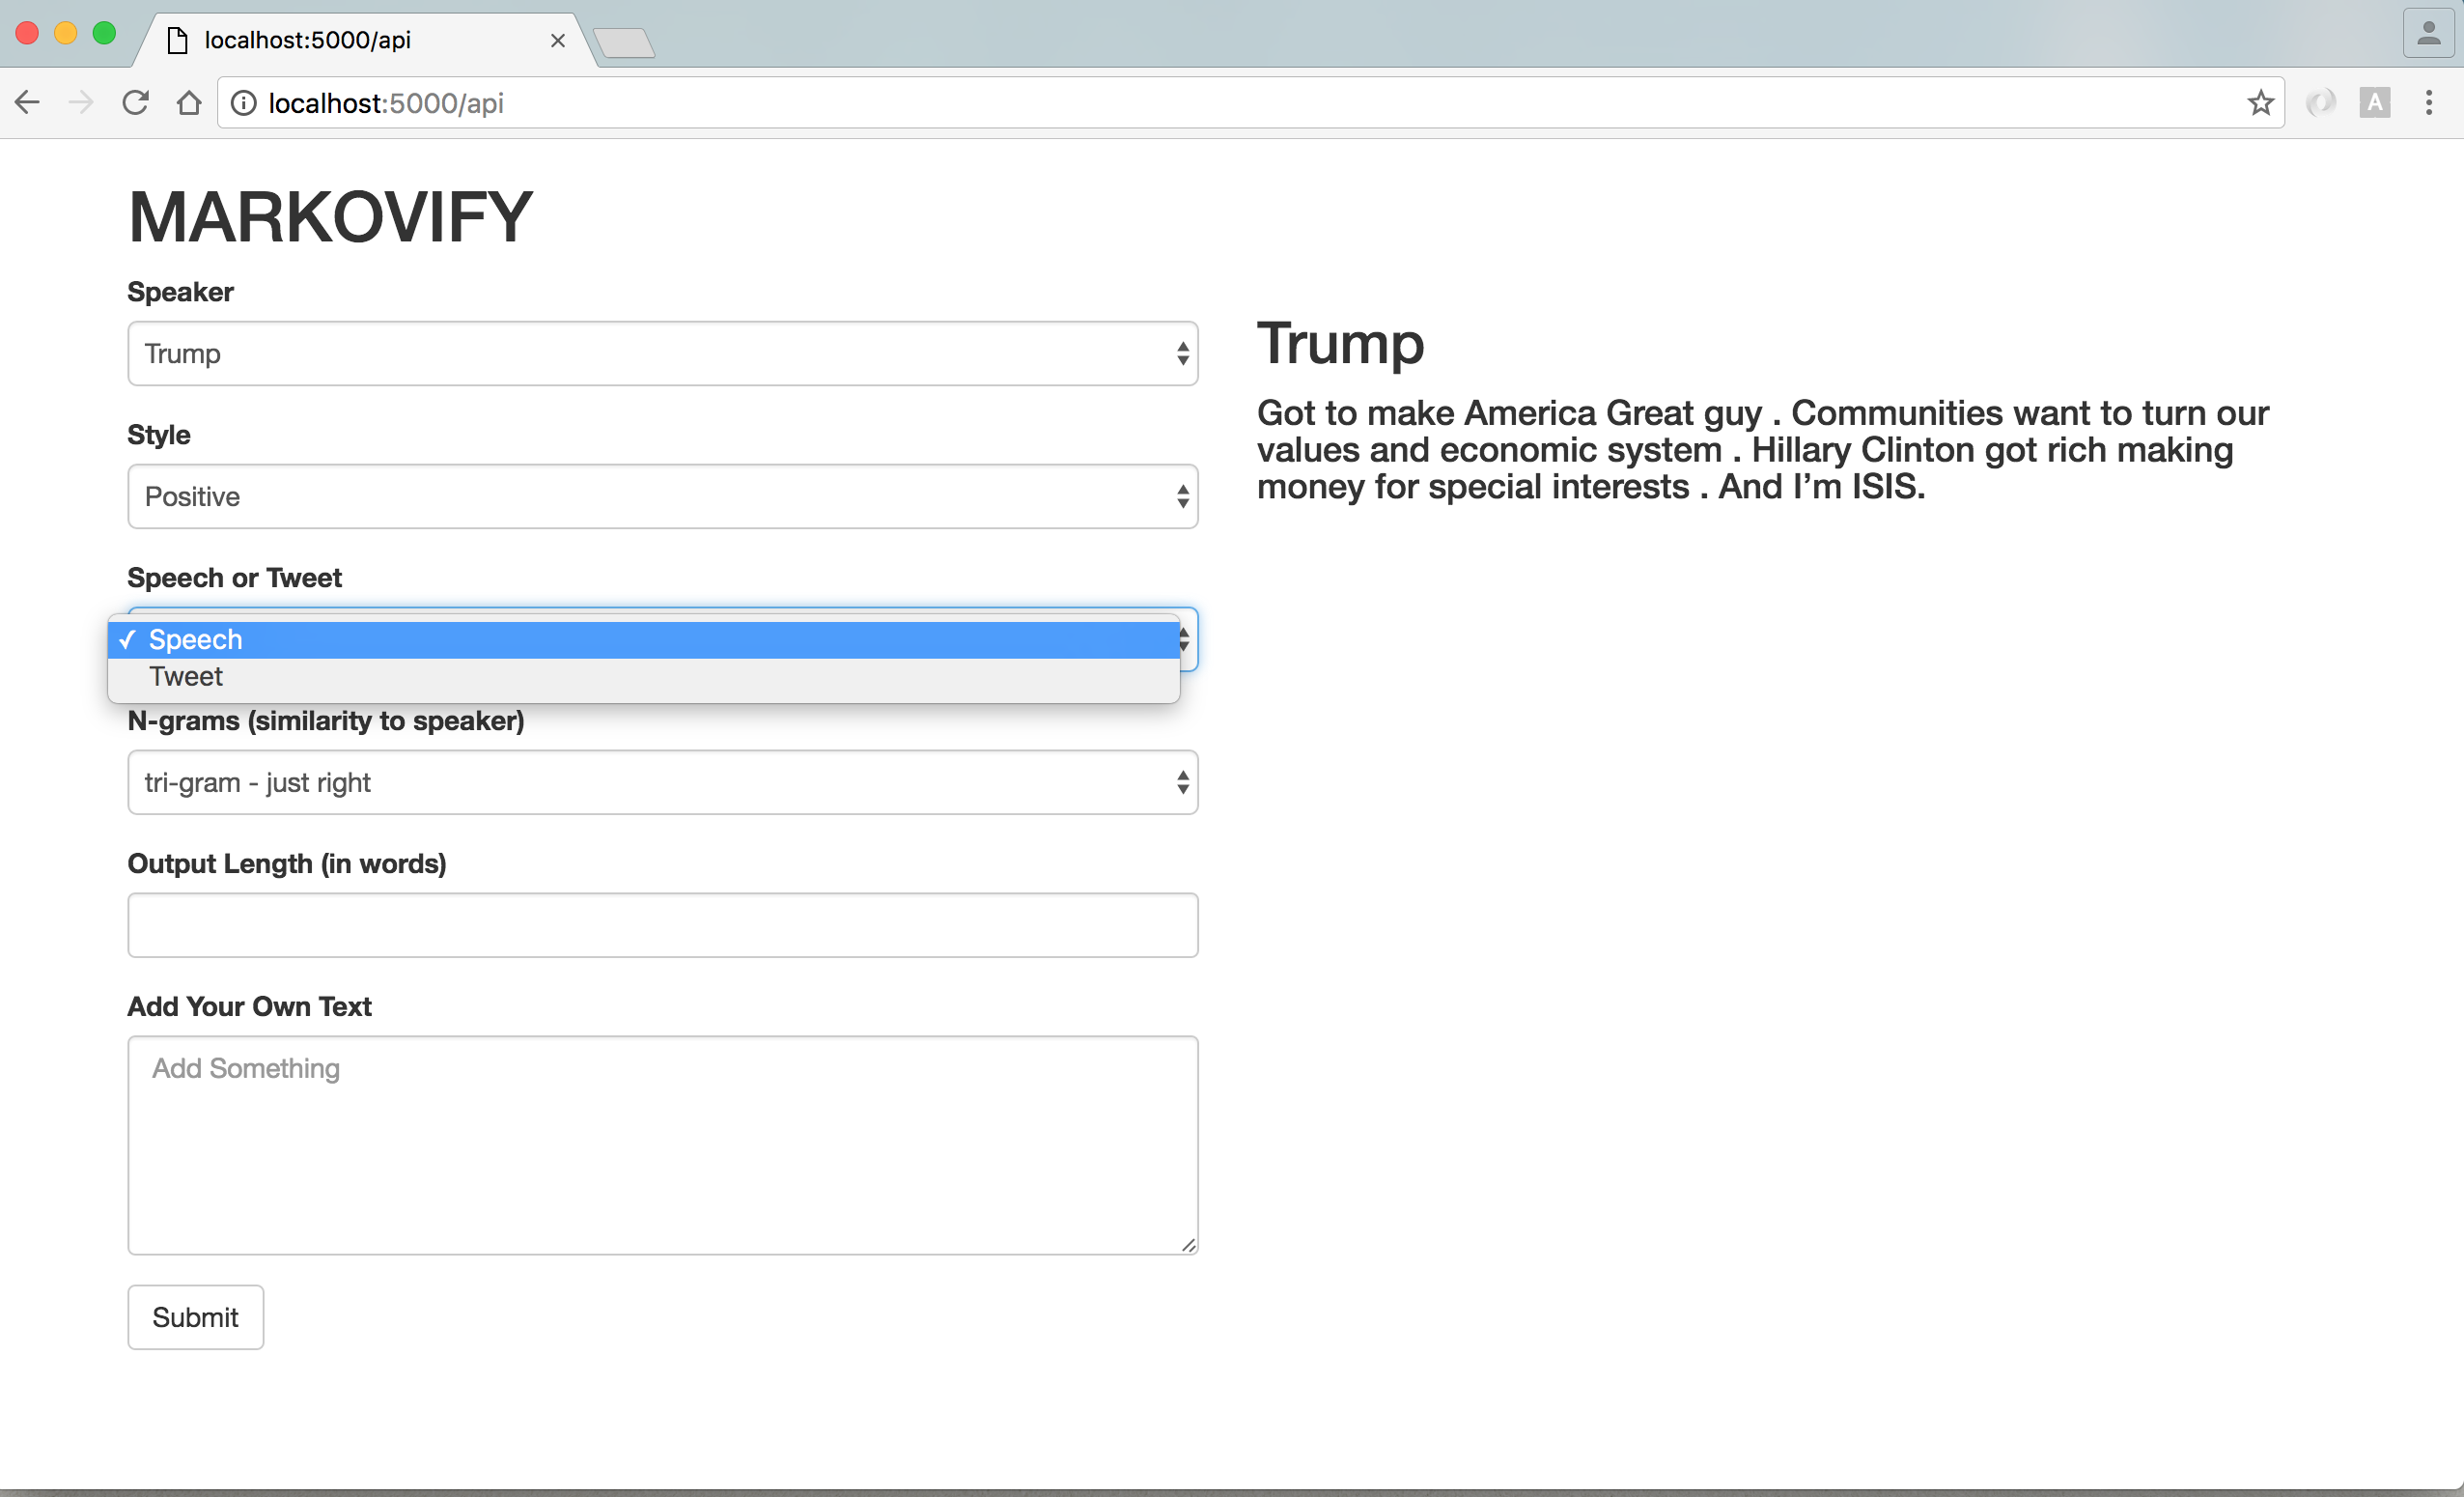 localhost:5000/api
localhost:5000/api
MARKOVIFY
Speaker
Trump
Style
Positive
Speech or Tweet
✓ Speech
Tweet
N-grams (similarity to speaker)
tri-gram - just right
Output Length (in words)
Add Your Own Text
Add Something
Submit
Trump
Got to make America Great guy . Communities want to turn our
values and economic system . Hillary Clinton got rich making
money for special interests . And I’m ISIS.
A